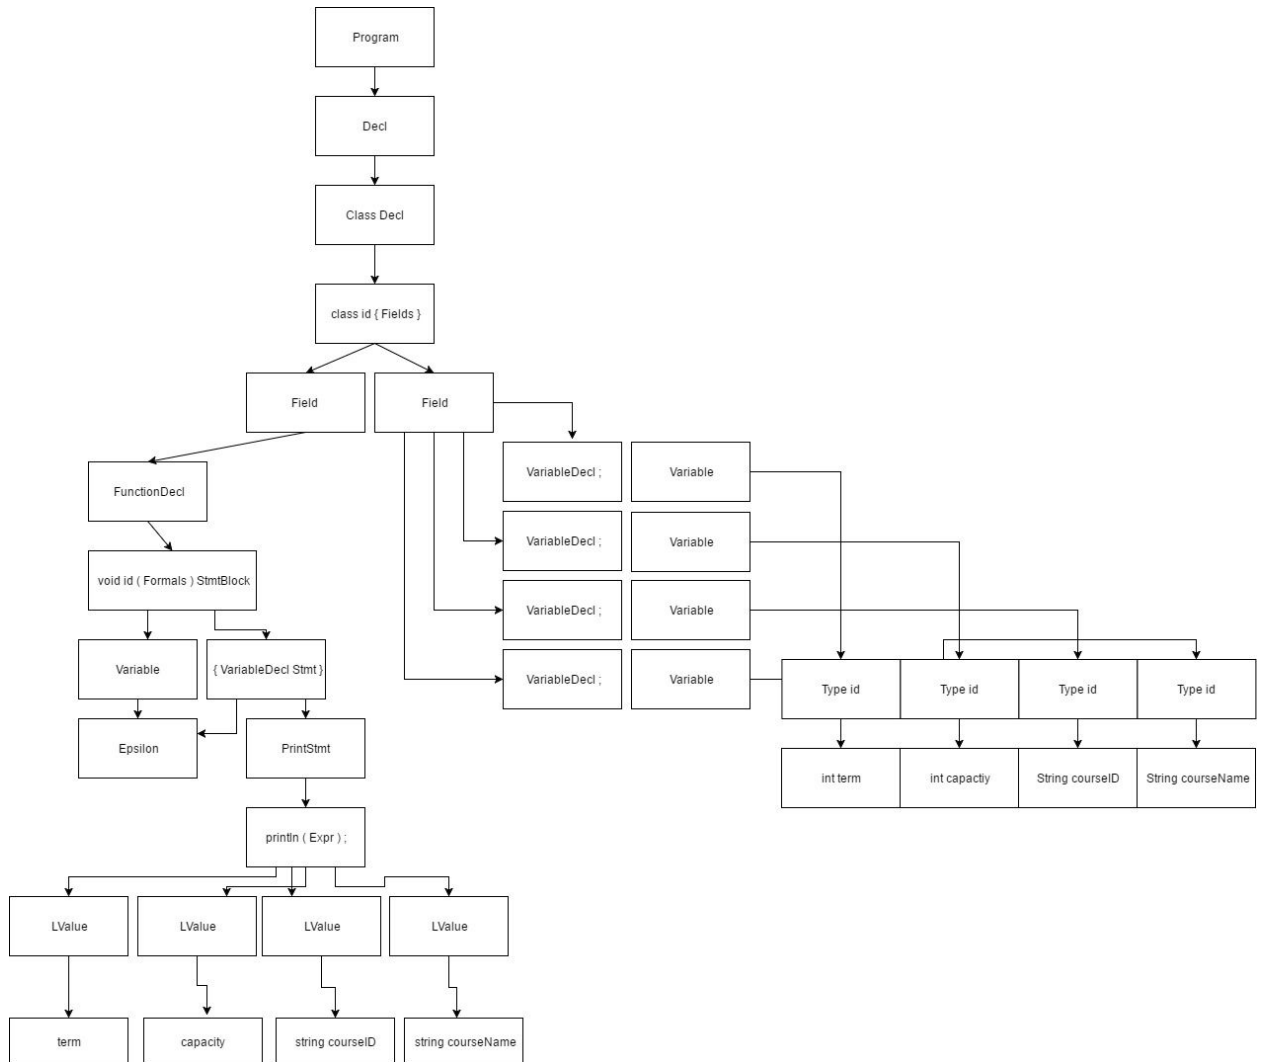 Program
Decl
Class Decl
class id { Fields }
Field
Field
FunctionDecl
VariableDecl ;
Variable
void id ( Formals ) StmtBlock
VariableDecl ;
Variable
VariableDecl ;
Variable
Variable
{ VariableDecl Stmt }
VariableDecl ;
Variable
Type id
Type id
Type id
Type id
Epsilon
PrintStmt
int term
int capactiy
String courseID
String courseName
println ( Expr ) ;
LValue
LValue
LValue
LValue
term
capacity
string courseID
string courseName